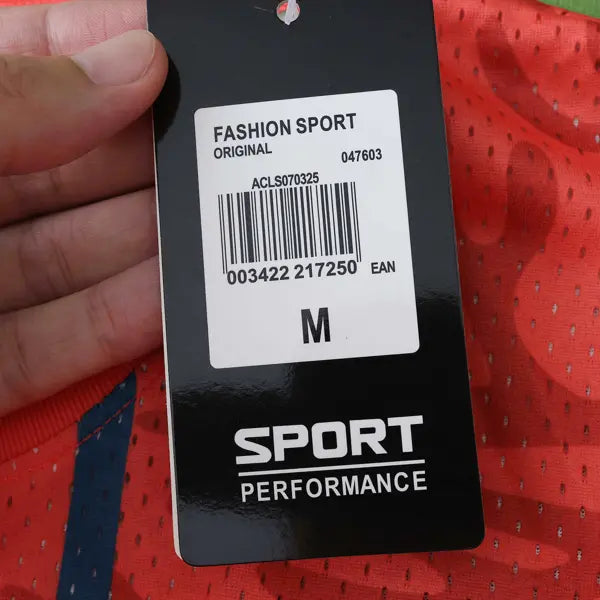 FASHION SPORT
ORIGINAL
047603
ACLS070325
003422 217250 EAN
M
SPORT
PERFORMANCE